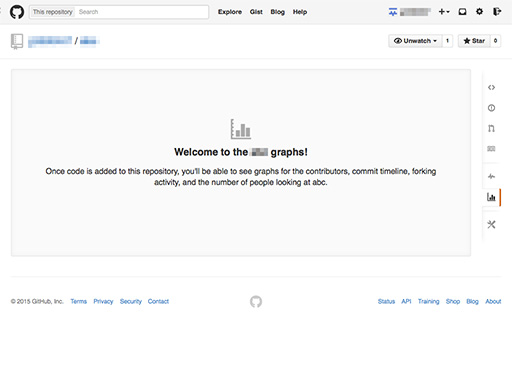 This repository Search Explore Gist Blog Help
/ Unwatch 1 Star 0
Welcome to the graphs!
Once code is added to this repository, you'll be able to see graphs for the contributors, commit timeline, forking
activity, and the number of people looking at abc.
© 2015 GitHub, Inc. Terms Privacy Security Contact Status API Training Shop Blog About